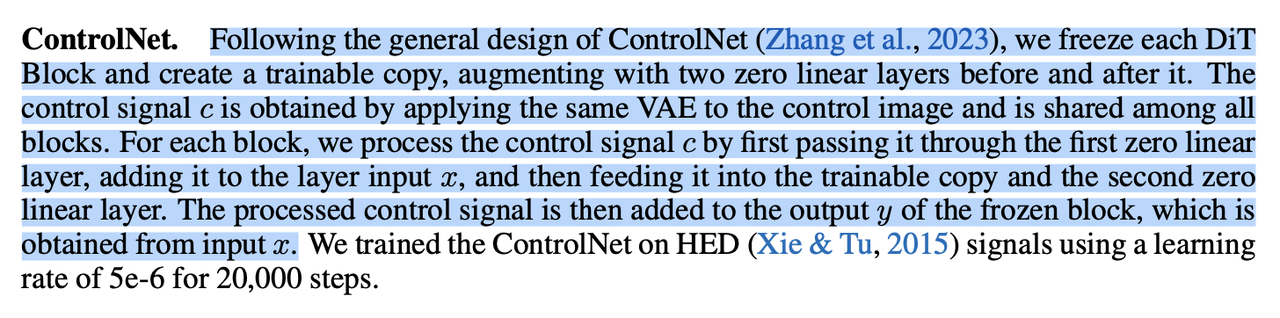 ControlNet. Following the general design of ControlNet (Zhang et al., 2023), we freeze each DiT
Block and create a trainable copy, augmenting with two zero linear layers before and after it. The
control signal c is obtained by applying the same VAE to the control image and is shared among all
blocks. For each block, we process the control signal c by first passing it through the first zero linear
layer, adding it to the layer input x, and then feeding it into the trainable copy and the second zero
linear layer. The processed control signal is then added to the output y of the frozen block, which is
obtained from input x. We trained the ControlNet on HED (Xie & Tu, 2015) signals using a learning
rate of 5e-6 for 20,000 steps.